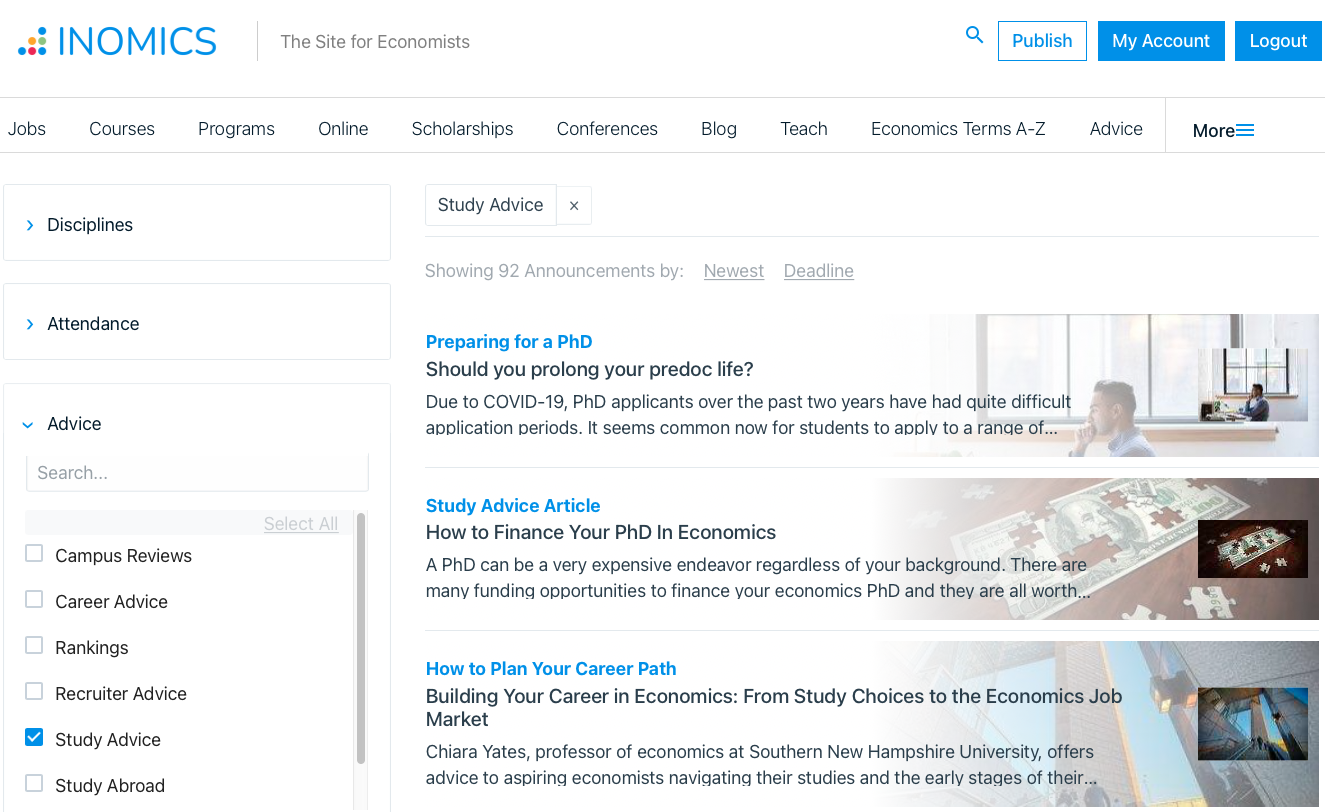 INOMICS
The Site for Economists
Publish
My Account
Logout
Jobs
Courses
Programs
Online
Scholarships
Conferences
Blog
Teach
Economics Terms A-Z
Advice
More
Disciplines
Attendance
Advice
Search...
Select All
Campus Reviews
Career Advice
Rankings
Recruiter Advice
Study Advice
Study Abroad
Study Advice ×
Showing 92 Announcements by: Newest Deadline
Preparing for a PhD
Should you prolong your predoc life?
Due to COVID-19, PhD applicants over the past two years have had quite difficult
application periods. It seems common now for students to apply to a range of...
Study Advice Article
How to Finance Your PhD In Economics
A PhD can be a very expensive endeavor regardless of your background. There are
many funding opportunities to finance your economics PhD and they are all worth...
How to Plan Your Career Path
Building Your Career in Economics: From Study Choices to the Economics Job
Market
Chiara Yates, professor of economics at Southern New Hampshire University, offers
advice to aspiring economists navigating their studies and the early stages of their...